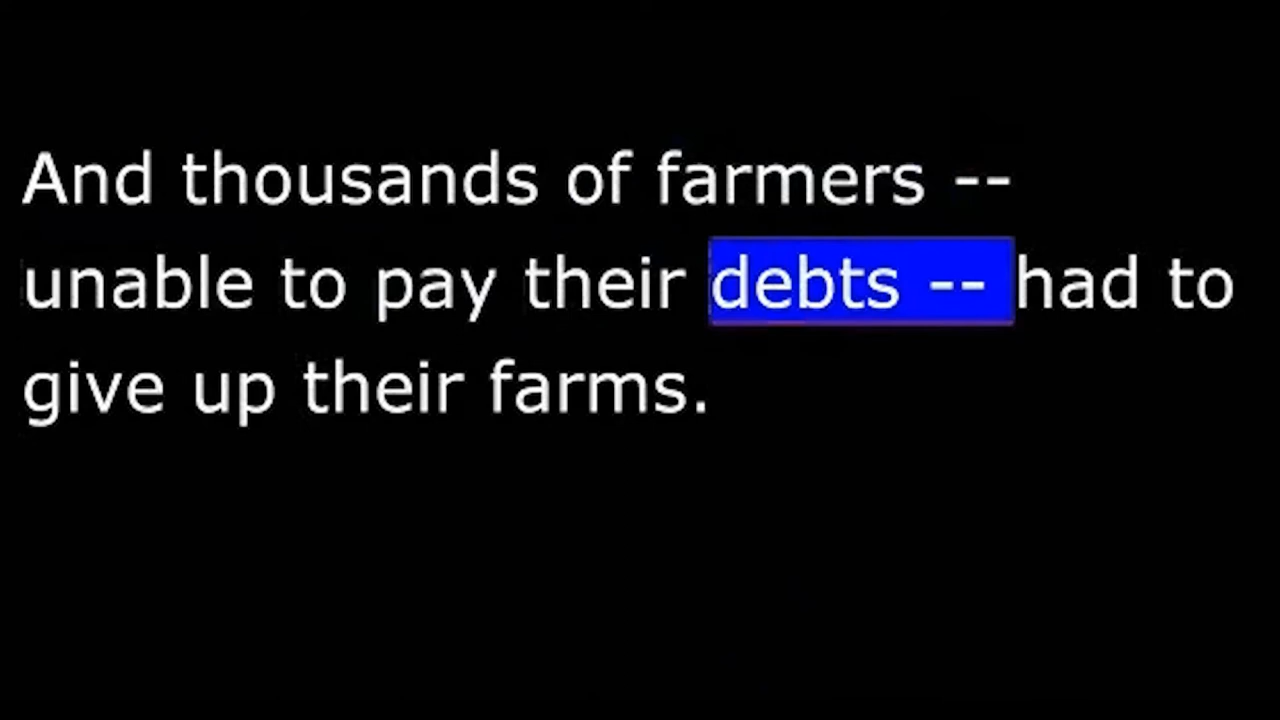 And thousands of farmers --
unable to pay their debts -- had to
give up their farms.